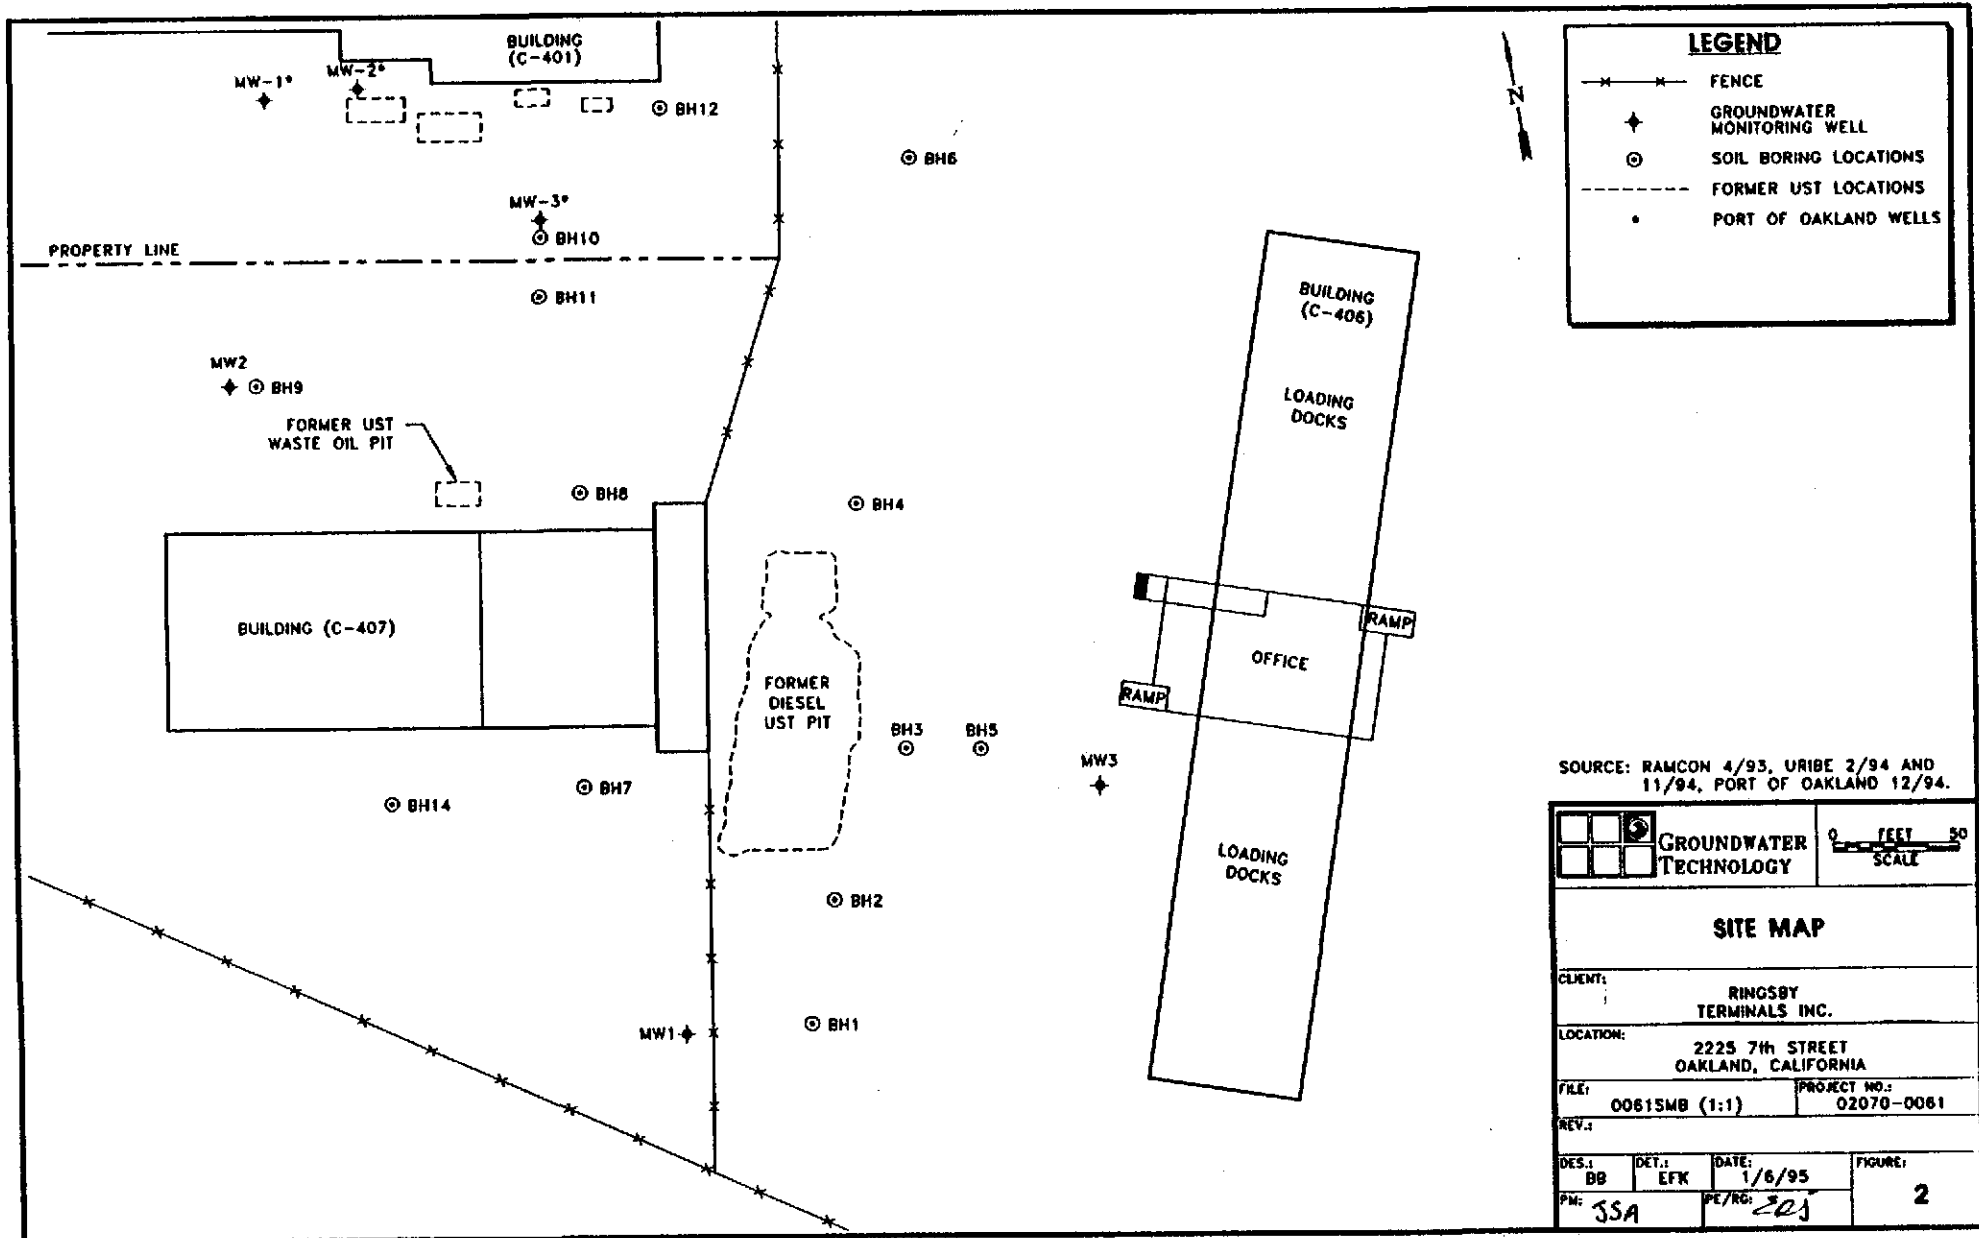 BUILDING
(C-401)
MW-1*
MW-2*
BH12
BH6
MW-3*
BH10
PROPERTY LINE
BH11
MW2
BH9
FORMER UST
WASTE OIL PIT
BH8
BH4
BUILDING (C-407)
FORMER
DIESEL
UST PIT
BH3
BH5
MW3
BH7
BH14
BH2
MW1
BH1
BUILDING
(C-406)
LOADING
DOCKS
RAMP
OFFICE
RAMP
LOADING
DOCKS
N
LEGEND
FENCE
GROUNDWATER
MONITORING WELL
SOIL BORING LOCATIONS
FORMER UST LOCATIONS
* PORT OF OAKLAND WELLS
SOURCE: RAMCON 4/93, URIBE 2/94 AND
11/94, PORT OF OAKLAND 12/94.
GROUNDWATER
TECHNOLOGY
0 FEET 50
SCALE
SITE MAP
CLIENT:
RINGSBY
TERMINALS INC.
LOCATION:
2225 7th STREET
OAKLAND, CALIFORNIA
FILE:
0061SMB (1:1)
PROJECT NO.:
02070-0061
REV.:
DES.:
BB
DET.:
EFK
DATE:
1/6/95
FIGURE:
2
PM:
JSA
PE/RG: